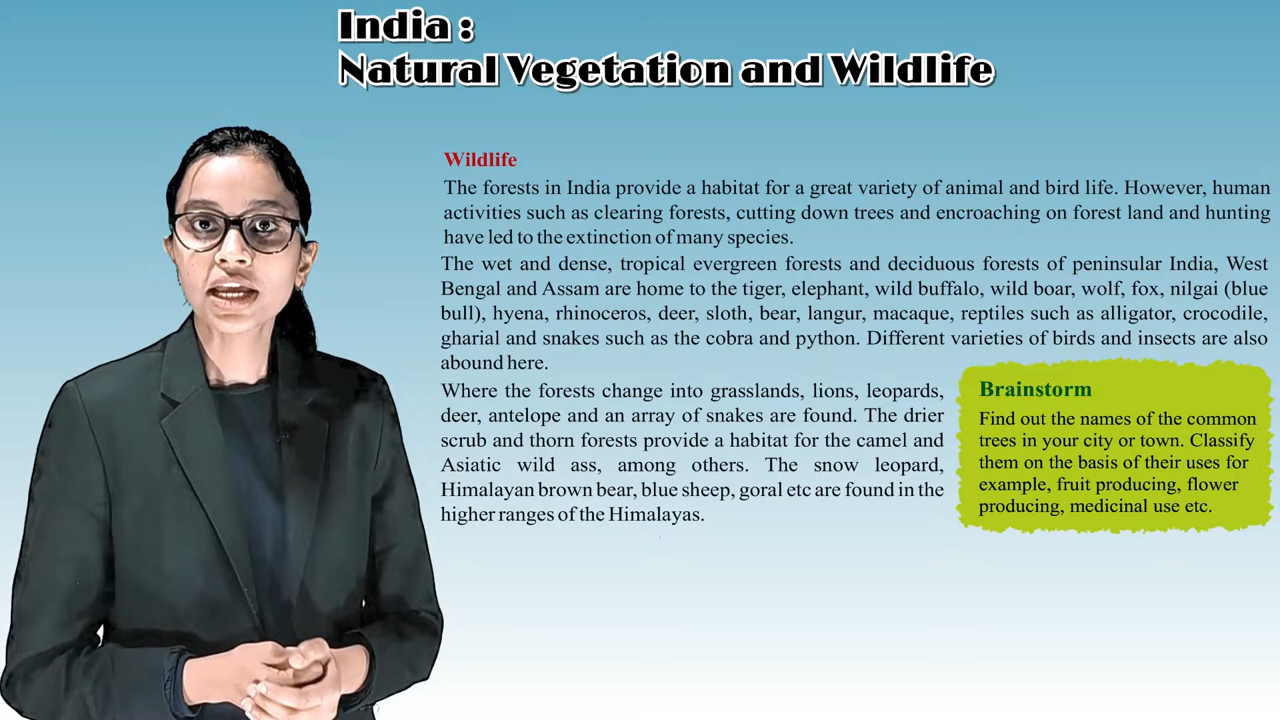 India :
Natural Vegetation and Wildlife
Wildlife
The forests in India provide a habitat for a great variety of animal and bird life. However, human
activities such as clearing forests, cutting down trees and encroaching on forest land and hunting
have led to the extinction of many species.
The wet and dense, tropical evergreen forests and deciduous forests of peninsular India, West
Bengal and Assam are home to the tiger, elephant, wild buffalo, wild boar, wolf, fox, nilgai (blue
bull), hyena, rhinoceros, deer, sloth, bear, langur, macaque, reptiles such as alligator, crocodile,
gharial and snakes such as the cobra and python. Different varieties of birds and insects are also
abound here.
Where the forests change into grasslands, lions, leopards,
deer, antelope and an array of snakes are found. The drier
scrub and thorn forests provide a habitat for the camel and
Asiatic wild ass, among others. The snow leopard,
Himalayan brown bear, blue sheep, goral etc are found in the
higher ranges of the Himalayas.
Brainstorm
Find out the names of the common
trees in your city or town. Classify
them on the basis of their uses for
example, fruit producing, flower
producing, medicinal use etc.